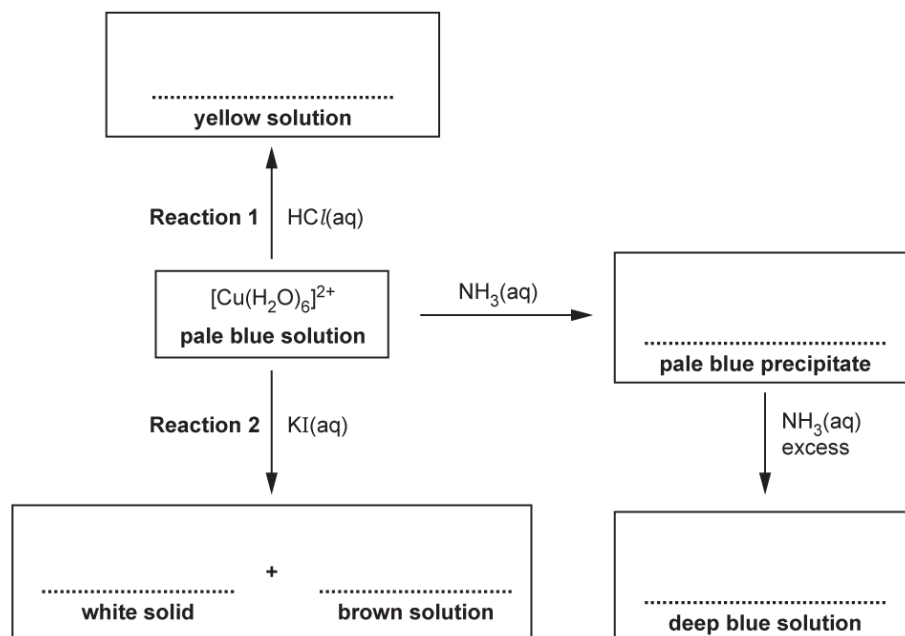 yellow solution
Reaction 1 HCl(aq)
[Cu(H₂O)₆]²⁺
pale blue solution
NH₃(aq)
pale blue precipitate
Reaction 2 KI(aq)
NH₃(aq)
excess
+
white solid
brown solution
deep blue solution